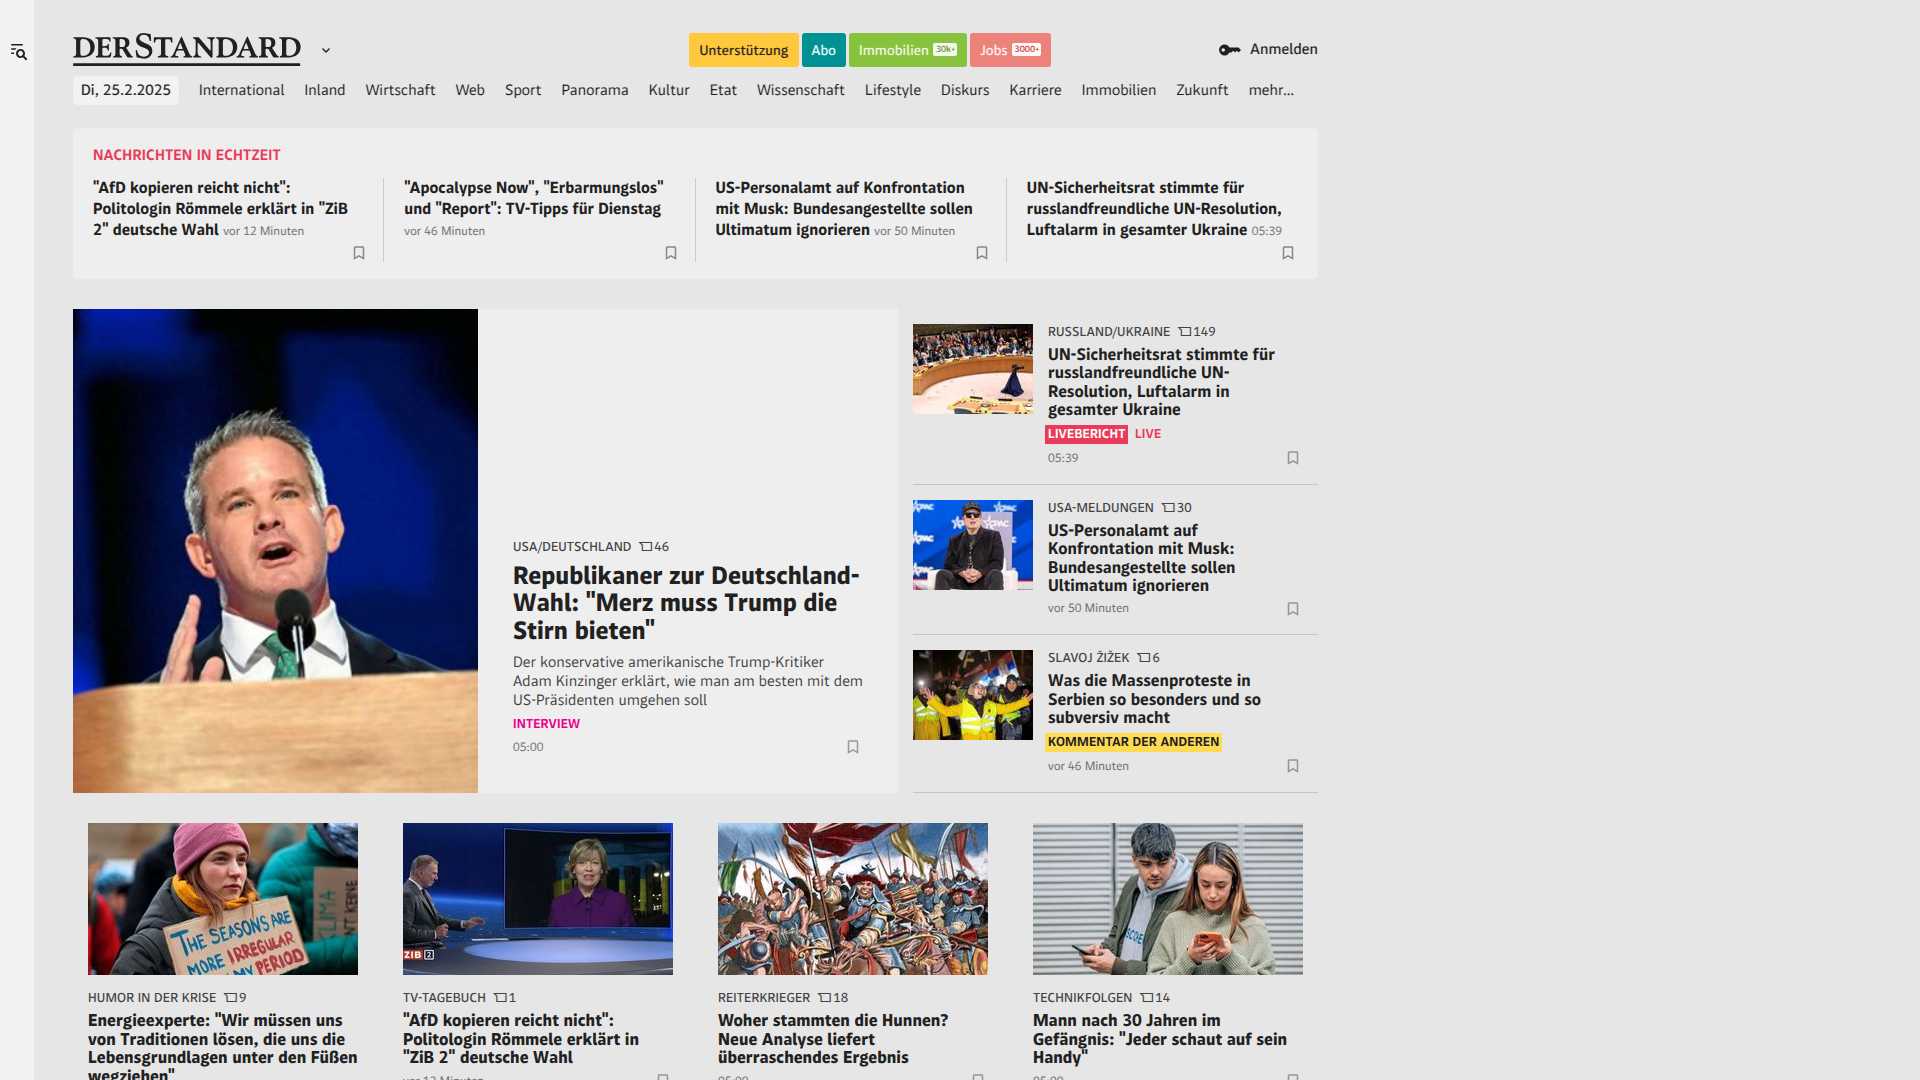 DERSTANDARD
Unterstützung Abo Immobilien 30k+ Jobs 3000+
Anmelden
Di, 25.2.2025 International Inland Wirtschaft Web Sport Panorama Kultur Etat Wissenschaft Lifestyle Diskurs Karriere Immobilien Zukunft mehr...
NACHRICHTEN IN ECHTZEIT
"AfD kopieren reicht nicht":
Politologin Römmele erklärt in "ZiB
2" deutsche Wahl vor 12 Minuten
"Apocalypse Now", "Erbarmungslos"
und "Report": TV-Tipps für Dienstag
vor 46 Minuten
US-Personalamt auf Konfrontation
mit Musk: Bundesangestellte sollen
Ultimatum ignorieren vor 50 Minuten
UN-Sicherheitsrat stimmte für
russlandfreundliche UN-Resolution,
Luftalarm in gesamter Ukraine 05:39
USA/DEUTSCHLAND 46
Republikaner zur Deutschland-
Wahl: "Merz muss Trump die
Stirn bieten"
Der konservative amerikanische Trump-Kritiker
Adam Kinzinger erklärt, wie man am besten mit dem
US-Präsidenten umgehen soll
INTERVIEW
05:00
RUSSLAND/UKRAINE 149
UN-Sicherheitsrat stimmte für
russlandfreundliche UN-
Resolution, Luftalarm in
gesamter Ukraine
LIVEBERICHT LIVE
05:39
USA-MELDUNGEN 30
US-Personalamt auf
Konfrontation mit Musk:
Bundesangestellte sollen
Ultimatum ignorieren
vor 50 Minuten
SLAVOJ ŽIŽEK 6
Was die Massenproteste in
Serbien so besonders und so
subversiv macht
KOMMENTAR DER ANDEREN
vor 46 Minuten
THE SEASONS ARE
MORE IRREGULAR
MY PERIOD
HUMOR IN DER KRISE 9
Energieexperte: "Wir müssen uns
von Traditionen lösen, die uns die
Lebensgrundlagen unter den Füßen
wegziehen"
ZIB 2
TV-TAGEBUCH 1
"AfD kopieren reicht nicht":
Politologin Römmele erklärt in
"ZiB 2" deutsche Wahl
vor 12 Minuten
REITERKRIEGER 18
Woher stammten die Hunnen?
Neue Analyse liefert
überraschendes Ergebnis
05:00
TECHNIKFOLGEN 14
Mann nach 30 Jahren im
Gefängnis: "Jeder schaut auf sein
Handy"
05:00